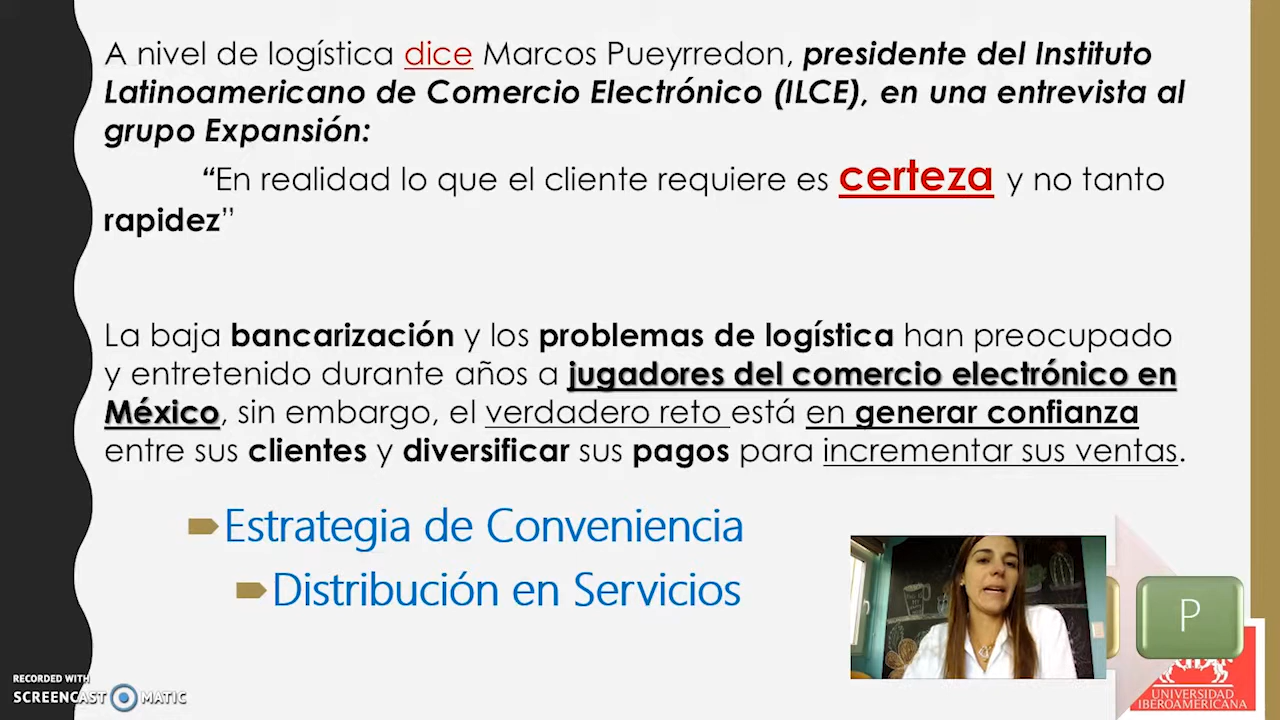 A nivel de logística dice Marcos Pueyrredon, presidente del Instituto
Latinoamericano de Comercio Electrónico (ILCE), en una entrevista al
grupo Expansión:
“En realidad lo que el cliente requiere es certeza y no tanto
rapidez”
La baja bancarización y los problemas de logística han preocupado
y entretenido durante años a jugadores del comercio electrónico en
México, sin embargo, el verdadero reto está en generar confianza
entre sus clientes y diversificar sus pagos para incrementar sus ventas.
Estrategia de Conveniencia
Distribución en Servicios
P
RECORDED WITH
SCREENCAST MATIC
UNIVERSIDAD
IBEROAMERICANA